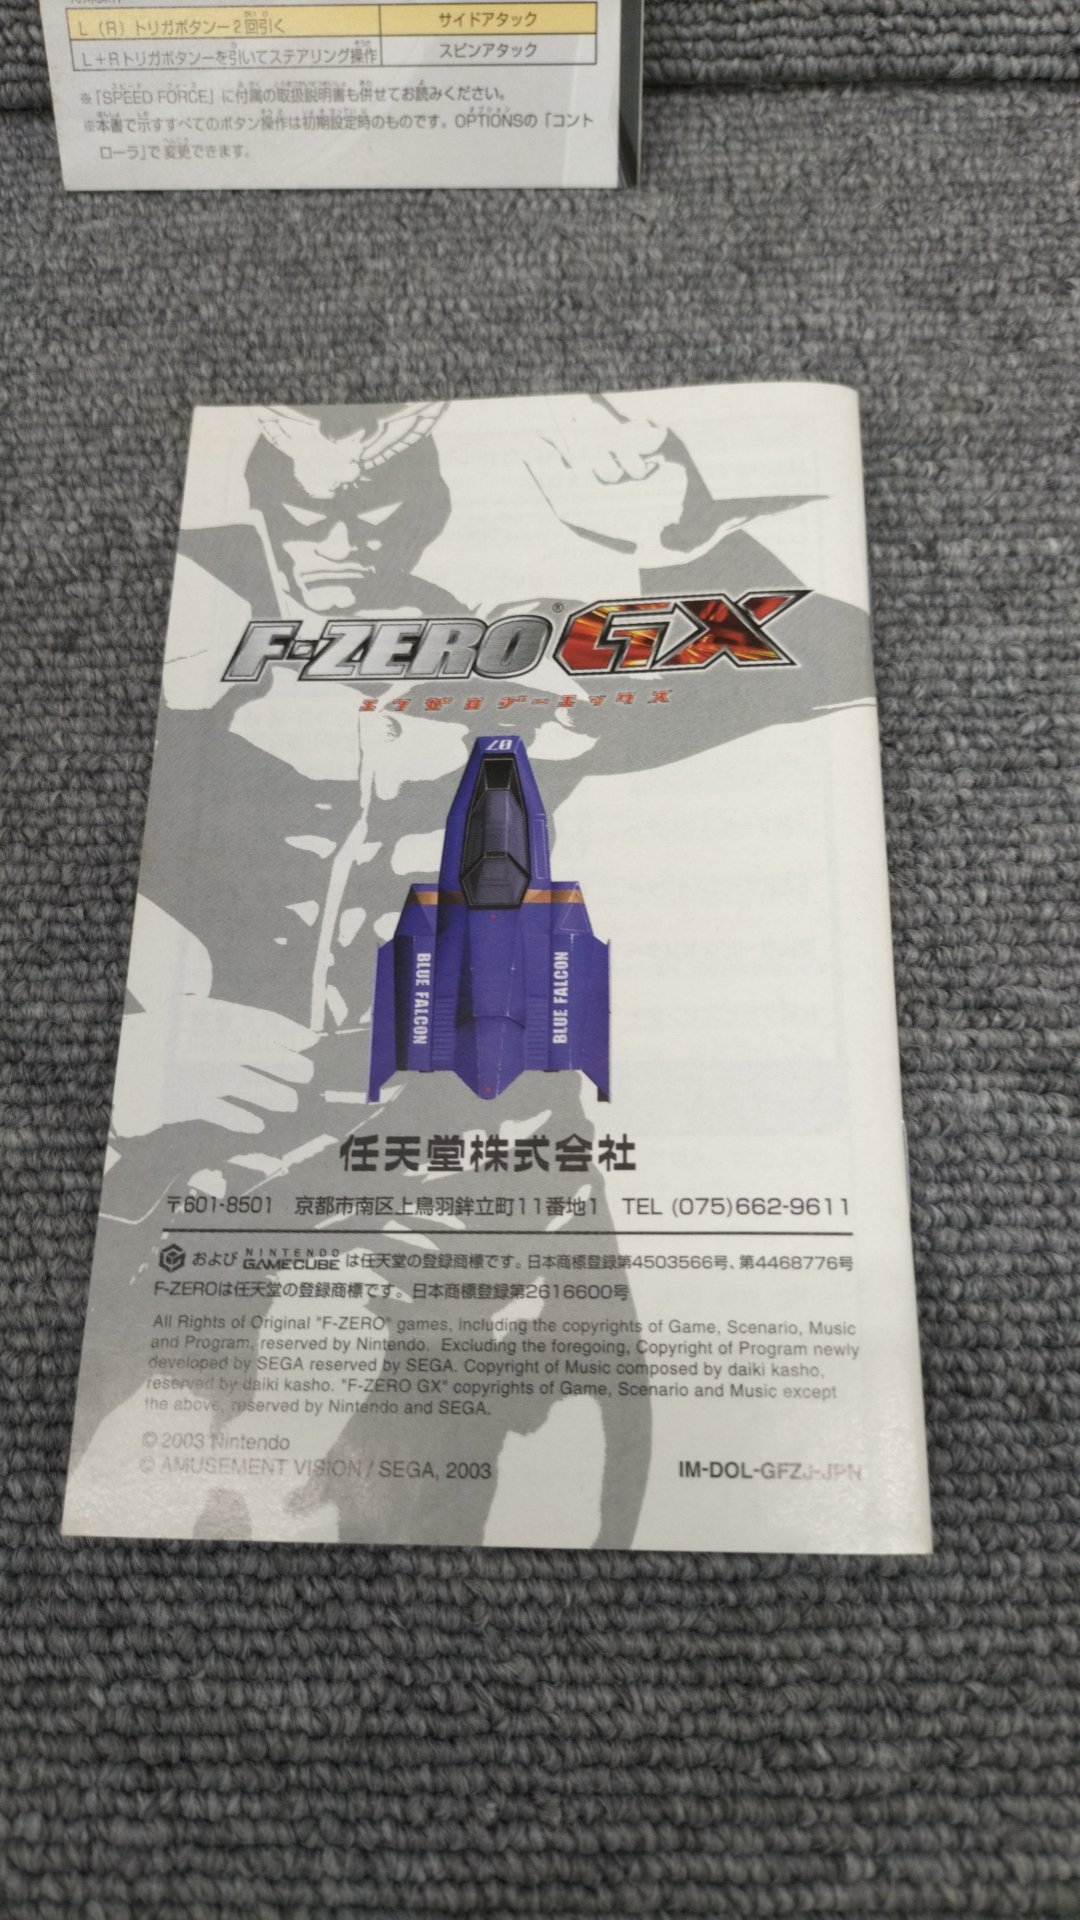 L（R）トリガボタンー2回引く　サイドアタック
L＋Rトリガボタンーを引いてステアリング操作　スピンアタック
※「SPEED FORCE」に付属の取扱説明書も併せてお読みください。
※本書で示すすべてのボタン操作は初期設定時のものです。OPTIONSの「コント
ローラ」で変更できます。
F-ZERO® GX
エフゼロ ジーエックス
07
BLUE FALCON
BLUE FALCON
任天堂株式会社
〒601-8501　京都市南区上鳥羽鉾立町11番地1　TEL (075)662-9611
および NINTENDO GAMECUBE は任天堂の登録商標です。日本商標登録第4503566号、第4468776号
F-ZEROは任天堂の登録商標です。日本商標登録第2616600号
All Rights of Original "F-ZERO" games, including the copyrights of Game, Scenario, Music
and Program, reserved by Nintendo. Excluding the foregoing, Copyright of Program newly
developed by SEGA reserved by SEGA. Copyright of Music composed by daiki kasho,
reserved by daiki kasho. "F-ZERO GX" copyrights of Game, Scenario and Music except
the above, reserved by Nintendo and SEGA.
© 2003 Nintendo
© AMUSEMENT VISION / SEGA, 2003
IM-DOL-GFZJ-JPN